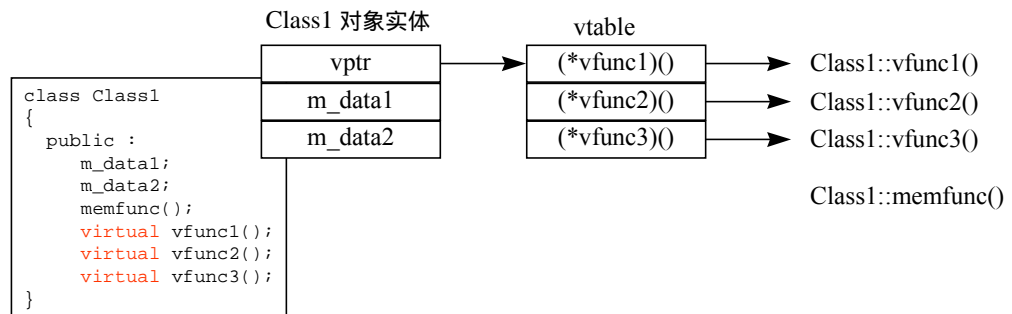 Class1 对象实体
vtable
vptr
(*vfunc1)()
Class1::vfunc1()
m_data1
(*vfunc2)()
Class1::vfunc2()
m_data2
(*vfunc3)()
Class1::vfunc3()
Class1::memfunc()
class Class1
{
public :
m_data1;
m_data2;
memfunc();
virtual vfunc1();
virtual vfunc2();
virtual vfunc3();
}